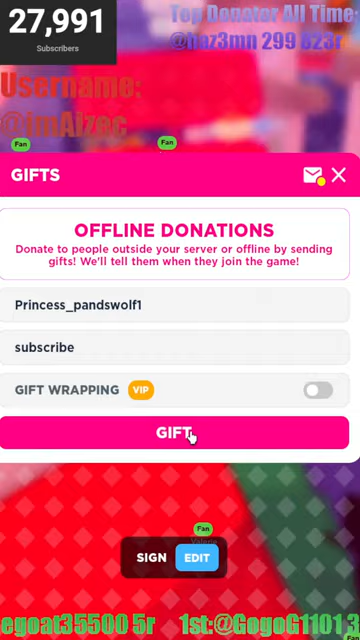 27,991
Subscribers
Top Donator All Time:
@haz3mn 299 823r
Username:
@imAizec
Fan
Fan
GIFTS
OFFLINE DONATIONS
Donate to people outside your server or offline by sending
gifts! We'll tell them when they join the game!
Princess_pandswolf1
subscribe
GIFT WRAPPING VIP
GIFT
Fan
SIGN EDIT
egoat35500 5r 1st:@GogoG1101 3